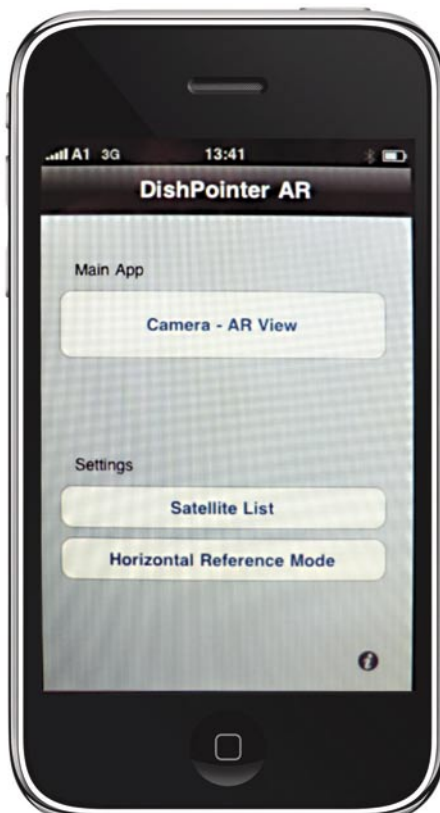 A1 3G 13:41
DishPointer AR
Main App
Camera - AR View
Settings
Satellite List
Horizontal Reference Mode
i